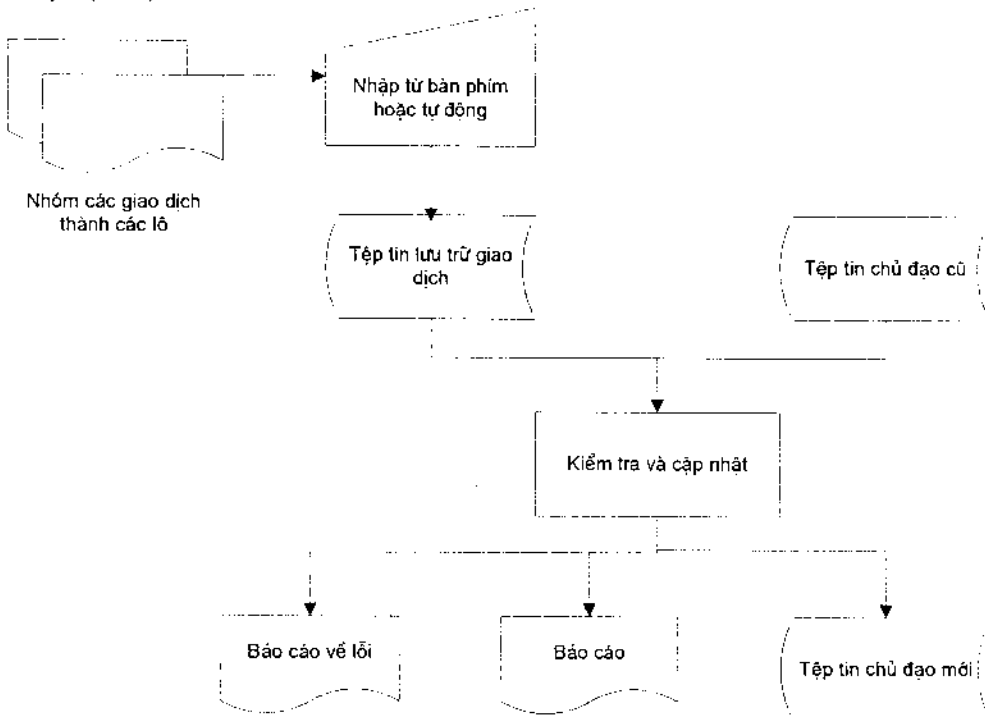 Nhập từ bàn phím
hoặc tự động
Nhóm các giao dịch
thành các lô
Tệp tin lưu trữ giao
dịch
Tệp tin chủ đạo cũ
Kiểm tra và cập nhật
Báo cáo về lỗi
Báo cáo
Tệp tin chủ đạo mới